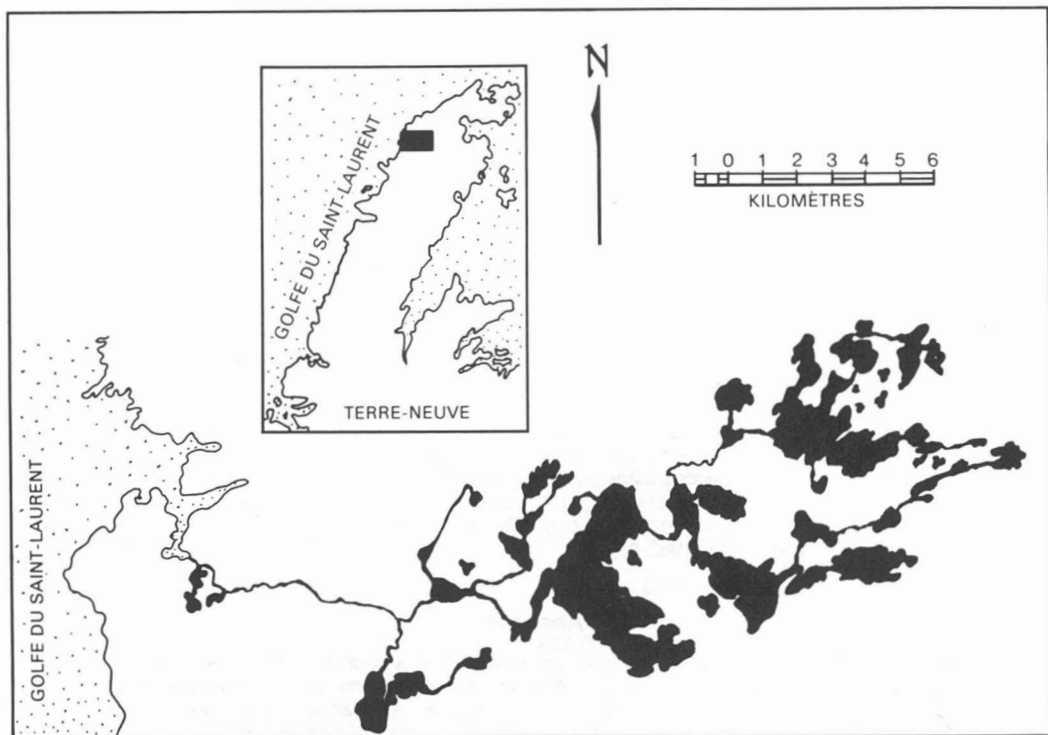 N
GOLFE DU SAINT-LAURENT
TERRE-NEUVE
1 0 1 2 3 4 5 6
KILOMÈTRES
GOLFE DU SAINT-LAURENT